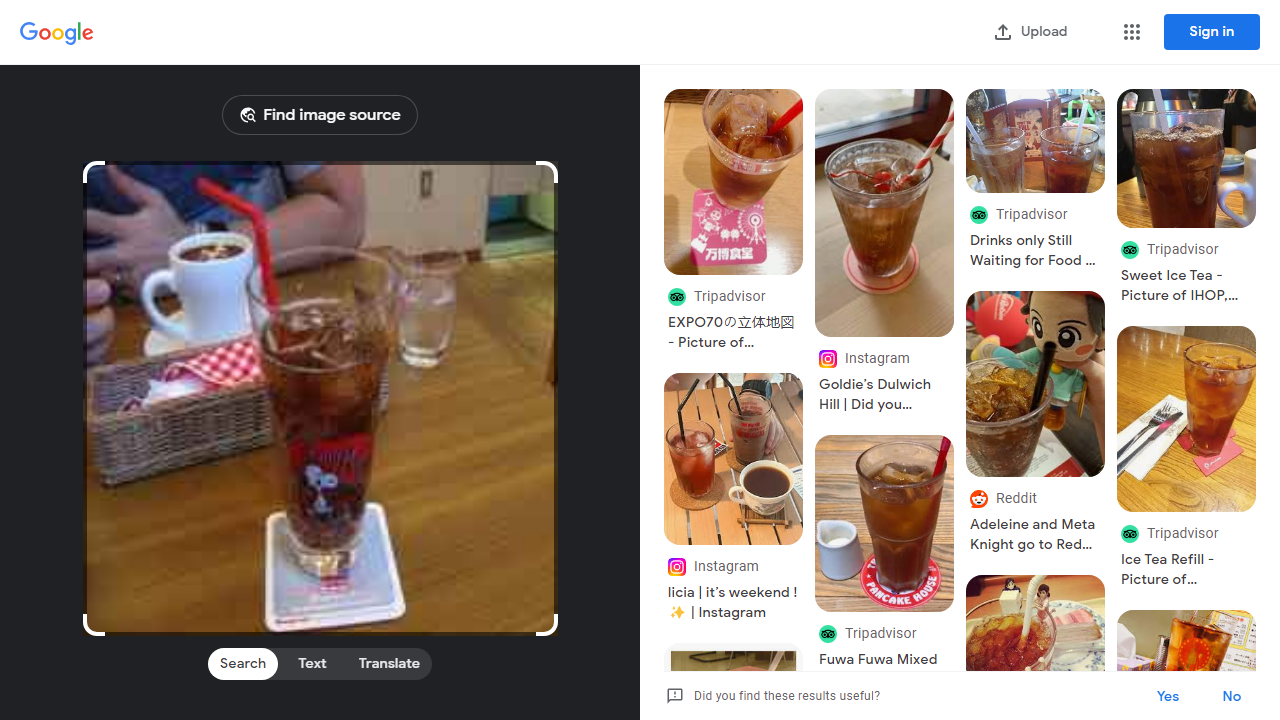 Google
Upload
Sign in
Find image source
Search
Text
Translate
万博食堂
Tripadvisor
EXPO70の立体地図
- Picture of...
Instagram
licia | it's weekend !
✨ | Instagram
Instagram
Goldie's Dulwich
Hill | Did you...
PANCAKE HOUSE
Tripadvisor
Fuwa Fuwa Mixed
Tripadvisor
Drinks only Still
Waiting for Food ...
Reddit
Adeleine and Meta
Knight go to Red...
Tripadvisor
Sweet Ice Tea -
Picture of IHOP,...
Tripadvisor
Ice Tea Refill -
Picture of...
Did you find these results useful?
Yes
No